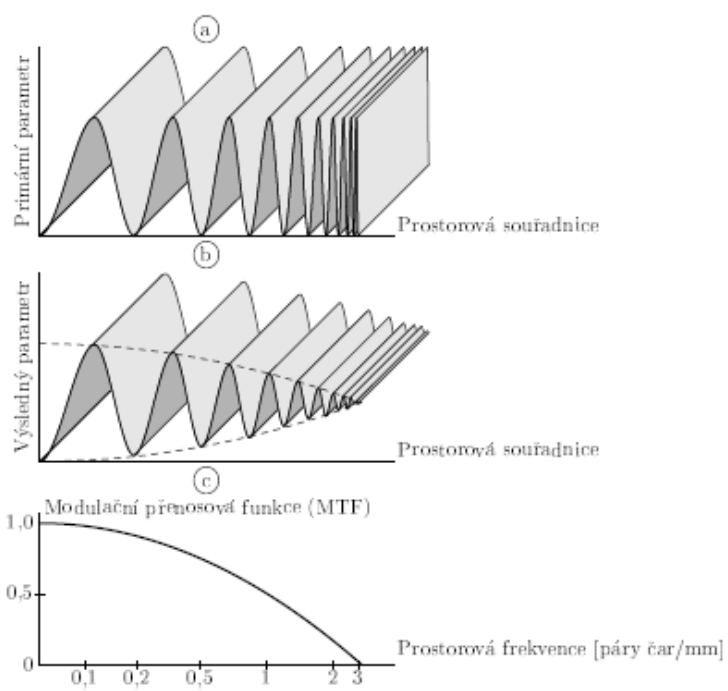 a
Primární parametr
Prostorová souřadnice
b
Výsledný parametr
Prostorová souřadnice
c
Modulační přenosová funkce (MTF)
1,0
0,5
0
Prostorová frekvence [páry čar/mm]
0,1 0,2 0,5 1 2 3